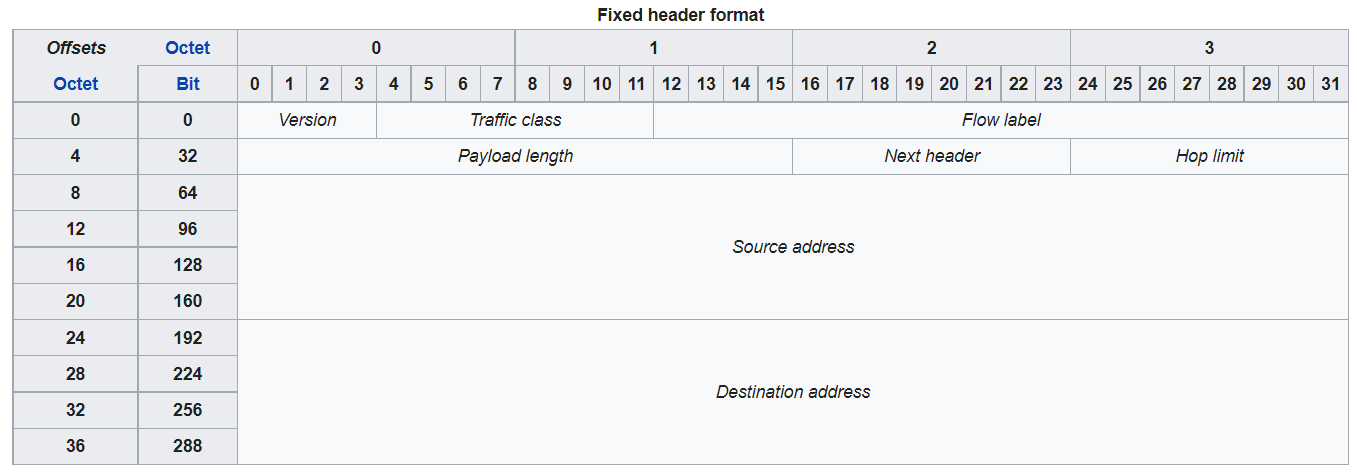 Fixed header format
Offsets Octet 0 1 2 3
Octet Bit 0 1 2 3 4 5 6 7 8 9 10 11 12 13 14 15 16 17 18 19 20 21 22 23 24 25 26 27 28 29 30 31
0 0 Version Traffic class Flow label
4 32 Payload length Next header Hop limit
8 64
12 96
Source address
16 128
20 160
24 192
28 224
Destination address
32 256
36 288